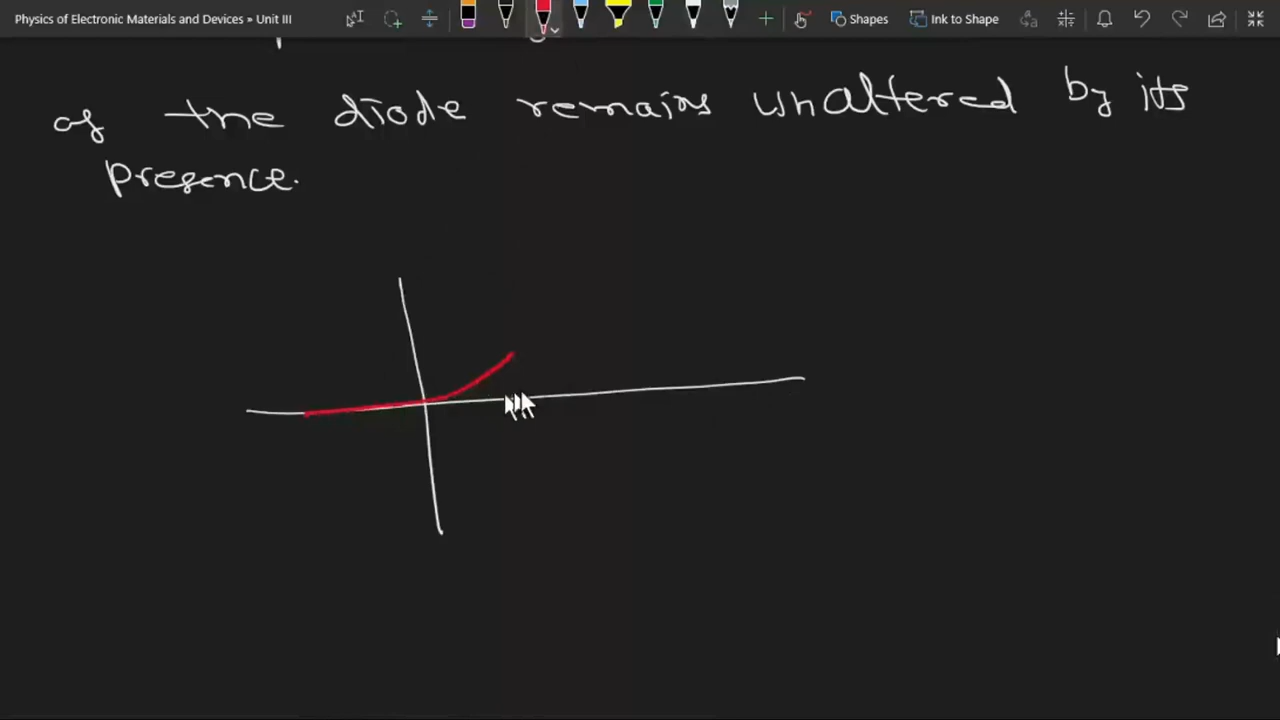 Physics of Electronic Materials and Devices » Unit III
Shapes
Ink to Shape
of the diode remains unaltered by its
presence.